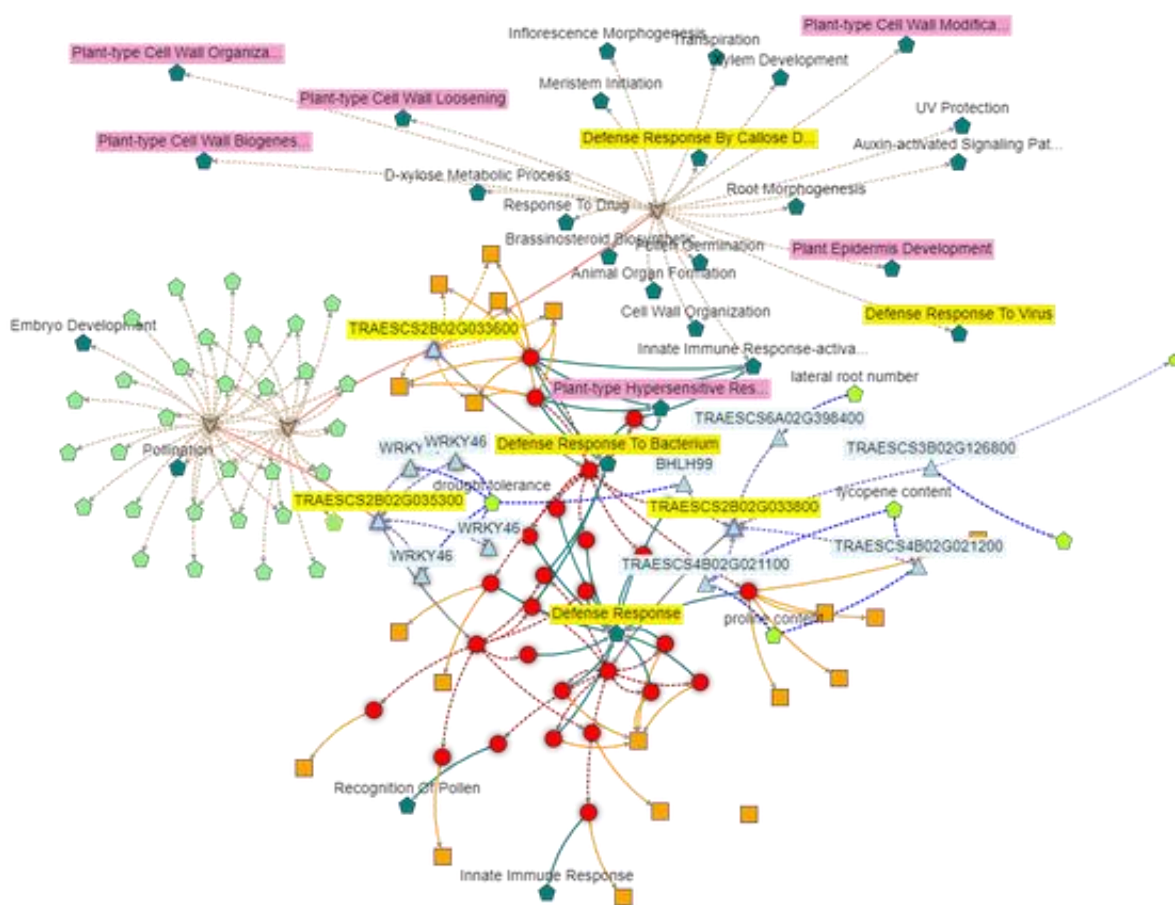 Plant-type Cell Wall Modifica...
Inflorescence Morphogenesis
Transpiration
Plant-type Cell Wall Organiza...
Xylem Development
Meristem Initiation
Plant-type Cell Wall Loosening
UV Protection
Plant-type Cell Wall Biogenes...
Defense Response By Callose D...
Auxin-activated Signaling Pat...
D-xylose Metabolic Process
Root Morphogenesis
Response To Drug
Brassinosteroid Biosynthetic
Pollen Germination
Plant Epidermis Development
Animal Organ Formation
Cell Wall Organization
Defense Response To Virus
Embryo Development
TRAESCS2B02G033600
Innate Immune Response-activa...
lateral root number
Plant-type Hypersensitive Res...
TRAESCS6A02G398400
WRKY46
Defense Response To Bacterium
TRAESCS3B02G126800
Pollination
BHLH99
drought tolerance
lycopene content
TRAESCS2B02G035300
TRAESCS2B02G033800
WRKY46
TRAESCS4B02G021200
WRKY46
TRAESCS4B02G021100
Defense Response
proline content
Recognition Of Pollen
Innate Immune Response